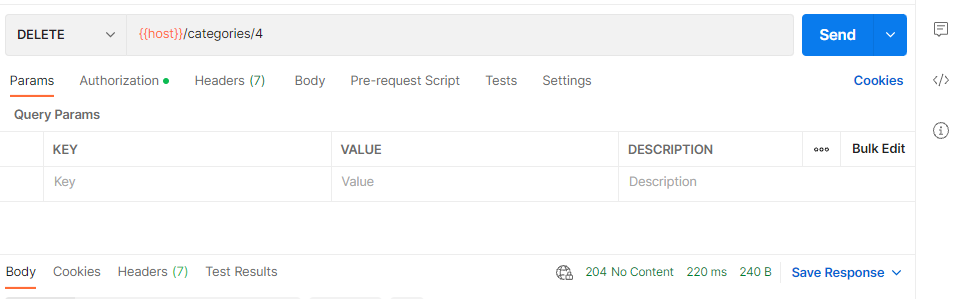 DELETE {{host}}/categories/4 Send
Params Authorization Headers (7) Body Pre-request Script Tests Settings Cookies
Query Params
KEY VALUE DESCRIPTION Bulk Edit
Key Value Description
Body Cookies Headers (7) Test Results 204 No Content 220 ms 240 B Save Response